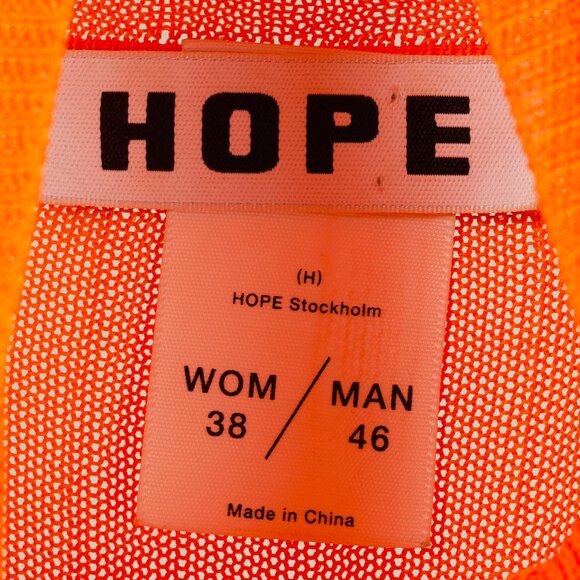 HOPE
(H)
HOPE Stockholm
WOM / MAN
38 46
Made in China